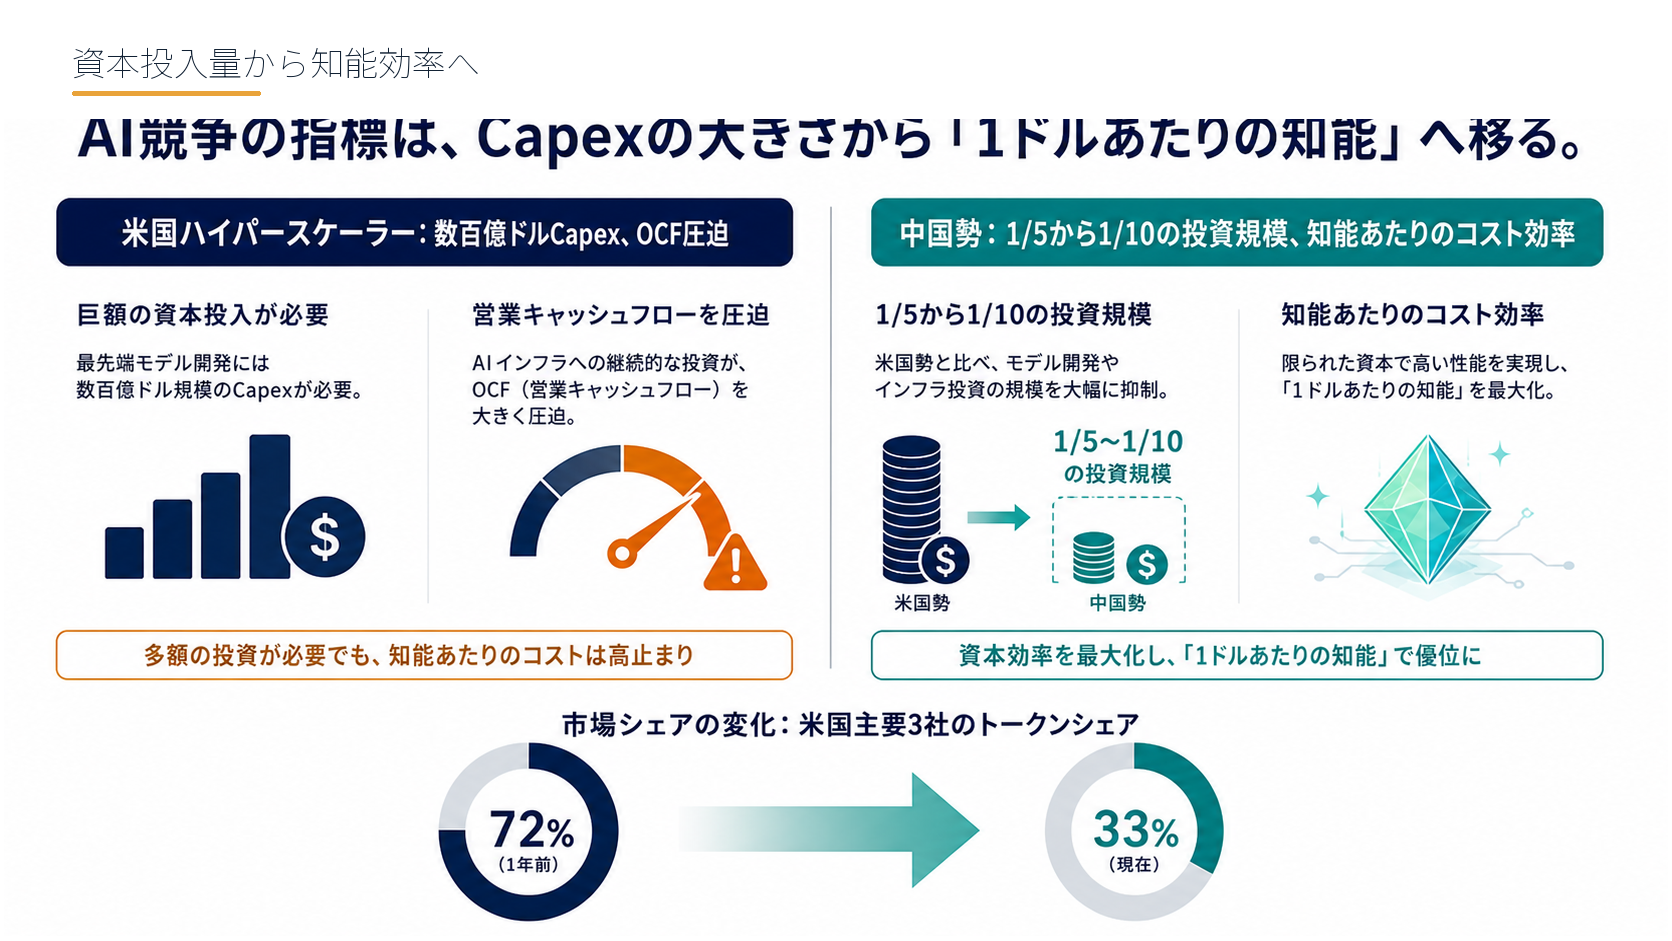 資本投入量から知能効率へ
AI競争の指標は、Capexの大きさから「1ドルあたりの知能」へ移る。
米国ハイパースケーラー：数百億ドルCapex、OCF圧迫
巨額の資本投入が必要
最先端モデル開発には
数百億ドル規模のCapexが必要。
$
営業キャッシュフローを圧迫
AIインフラへの継続的な投資が、
OCF（営業キャッシュフロー）を
大きく圧迫。
!
多額の投資が必要でも、知能あたりのコストは高止まり
中国勢：1/5から1/10の投資規模、知能あたりのコスト効率
1/5から1/10の投資規模
米国勢と比べ、モデル開発や
インフラ投資の規模を大幅に抑制。
1/5〜1/10
の投資規模
$
$
米国勢
中国勢
知能あたりのコスト効率
限られた資本で高い性能を実現し、
「1ドルあたりの知能」を最大化。
資本効率を最大化し、「1ドルあたりの知能」で優位に
市場シェアの変化：米国主要3社のトークンシェア
72%
（1年前）
33%
（現在）